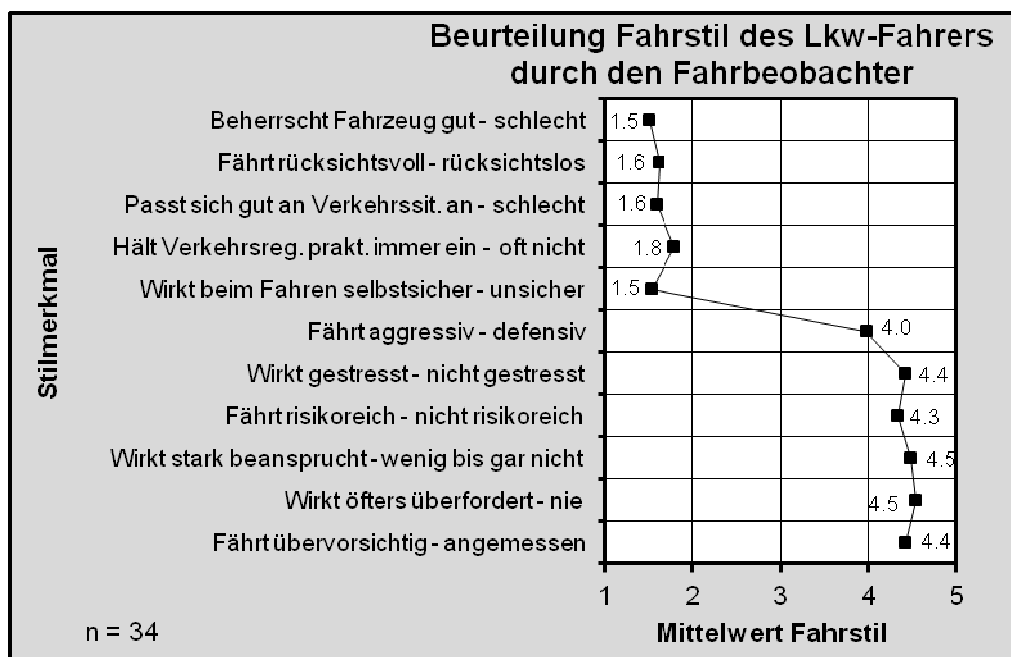 Beurteilung Fahrstil des Lkw-Fahrers
durch den Fahrbeobachter
Stilmerkmal
Beherrscht Fahrzeug gut - schlecht 1.5
Fährt rücksichtsvoll - rücksichtslos 1.6
Passt sich gut an Verkehrssit. an - schlecht 1.6
Hält Verkehrsreg. prakt. immer ein - oft nicht 1.8
Wirkt beim Fahren selbstsicher - unsicher 1.5
Fährt aggressiv - defensiv 4.0
Wirkt gestresst - nicht gestresst 4.4
Fährt risikoreich - nicht risikoreich 4.3
Wirkt stark beansprucht - wenig bis gar nicht 4.5
Wirkt öfters überfordert - nie 4.5
Fährt übervorsichtig - angemessen 4.4
1 2 3 4 5
n = 34 Mittelwert Fahrstil